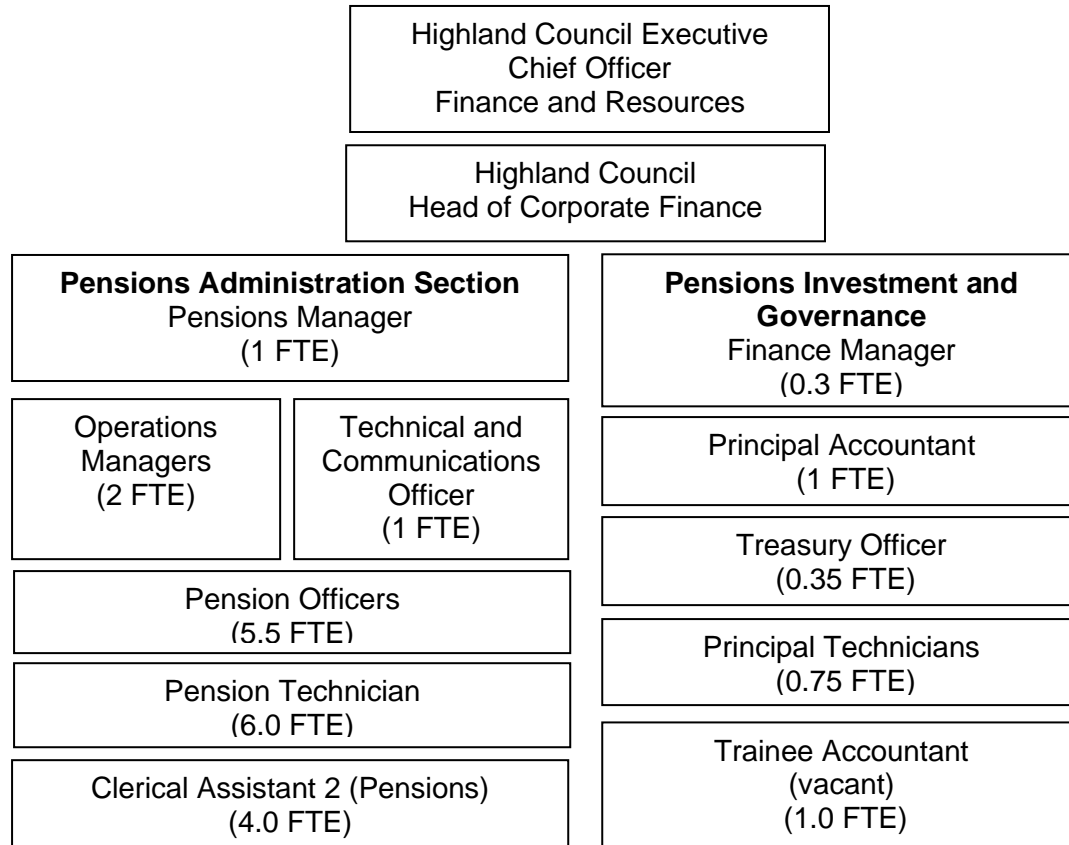 Highland Council Executive
Chief Officer
Finance and Resources
Highland Council
Head of Corporate Finance
Pensions Administration Section
Pensions Manager
(1 FTE)
Operations
Managers
(2 FTE)
Technical and
Communications
Officer
(1 FTE)
Pension Officers
(5.5 FTE)
Pension Technician
(6.0 FTE)
Clerical Assistant 2 (Pensions)
(4.0 FTE)
Pensions Investment and
Governance
Finance Manager
(0.3 FTE)
Principal Accountant
(1 FTE)
Treasury Officer
(0.35 FTE)
Principal Technicians
(0.75 FTE)
Trainee Accountant
(vacant)
(1.0 FTE)